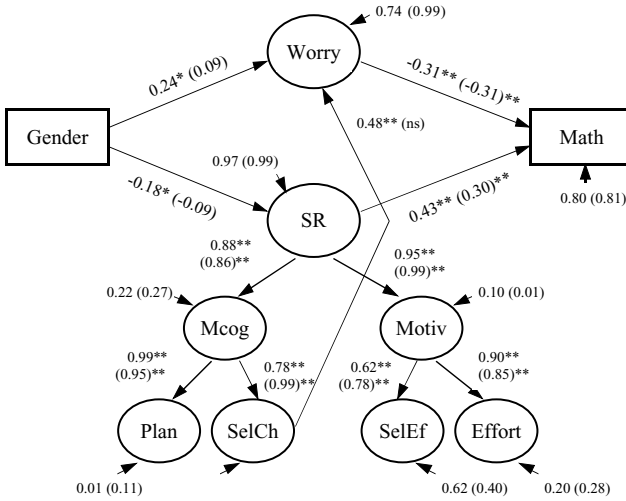 0.74 (0.99)
Worry
0.24* (0.09)
-0.31** (-0.31)**
0.48** (ns)
Gender
Math
0.97 (0.99)
-0.18* (-0.09)
0.43** (0.30)**
0.80 (0.81)
SR
0.88**
(0.86)**
0.95**
(0.99)**
0.22 (0.27)
0.10 (0.01)
Mcog
Motiv
0.99**
(0.95)**
0.78**
(0.99)**
0.62**
(0.78)**
0.90**
(0.85)**
Plan
SelCh
SelEf
Effort
0.01 (0.11)
0.62 (0.40)
0.20 (0.28)